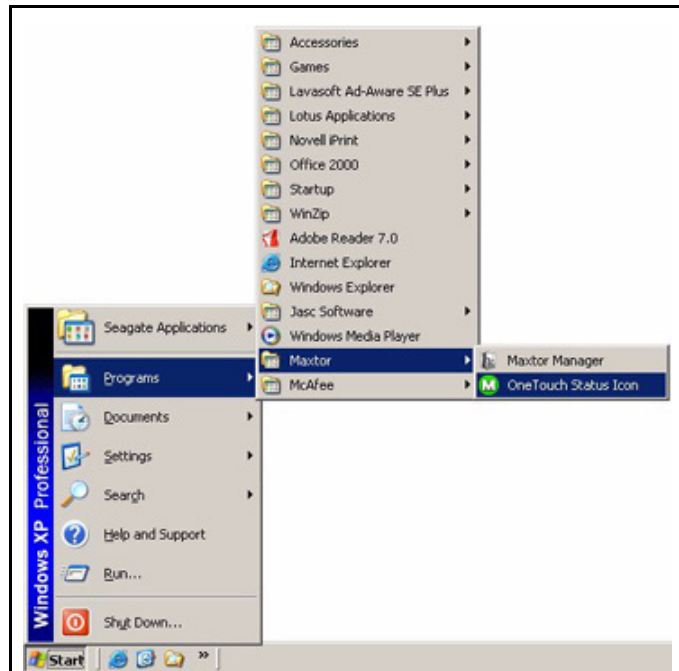 Accessories
Games
Lavasoft Ad-Aware SE Plus
Lotus Applications
Novell iPrint
Office 2000
Startup
WinZip
Adobe Reader 7.0
Internet Explorer
Windows Explorer
Jasc Software
Windows Media Player
Maxtor
McAfee
Maxtor Manager
OneTouch Status Icon
Seagate Applications
Programs
Documents
Settings
Search
Help and Support
Run...
Shut Down...
Windows XP Professional
Start